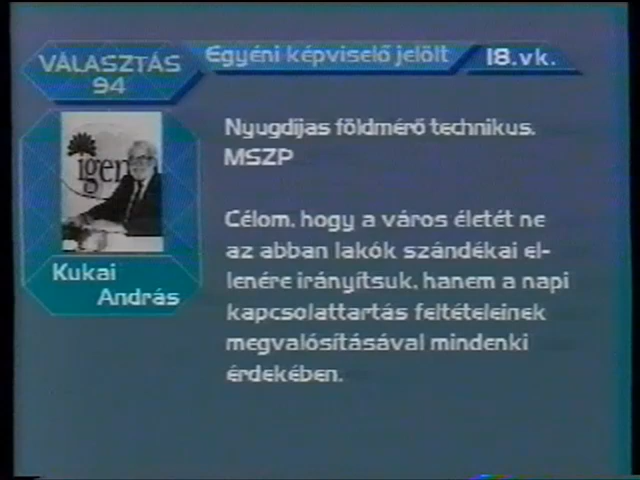 VÁLASZTÁS
94
Egyéni képviselő jelölt
18.vk.
igen
Kukai
András
Nyugdíjas földmérő technikus.
MSZP
Célom, hogy a város életét ne
az abban lakók szándékai el-
lenére irányítsuk, hanem a napi
kapcsolattartás feltételeinek
megvalósításával mindenki
érdekében.